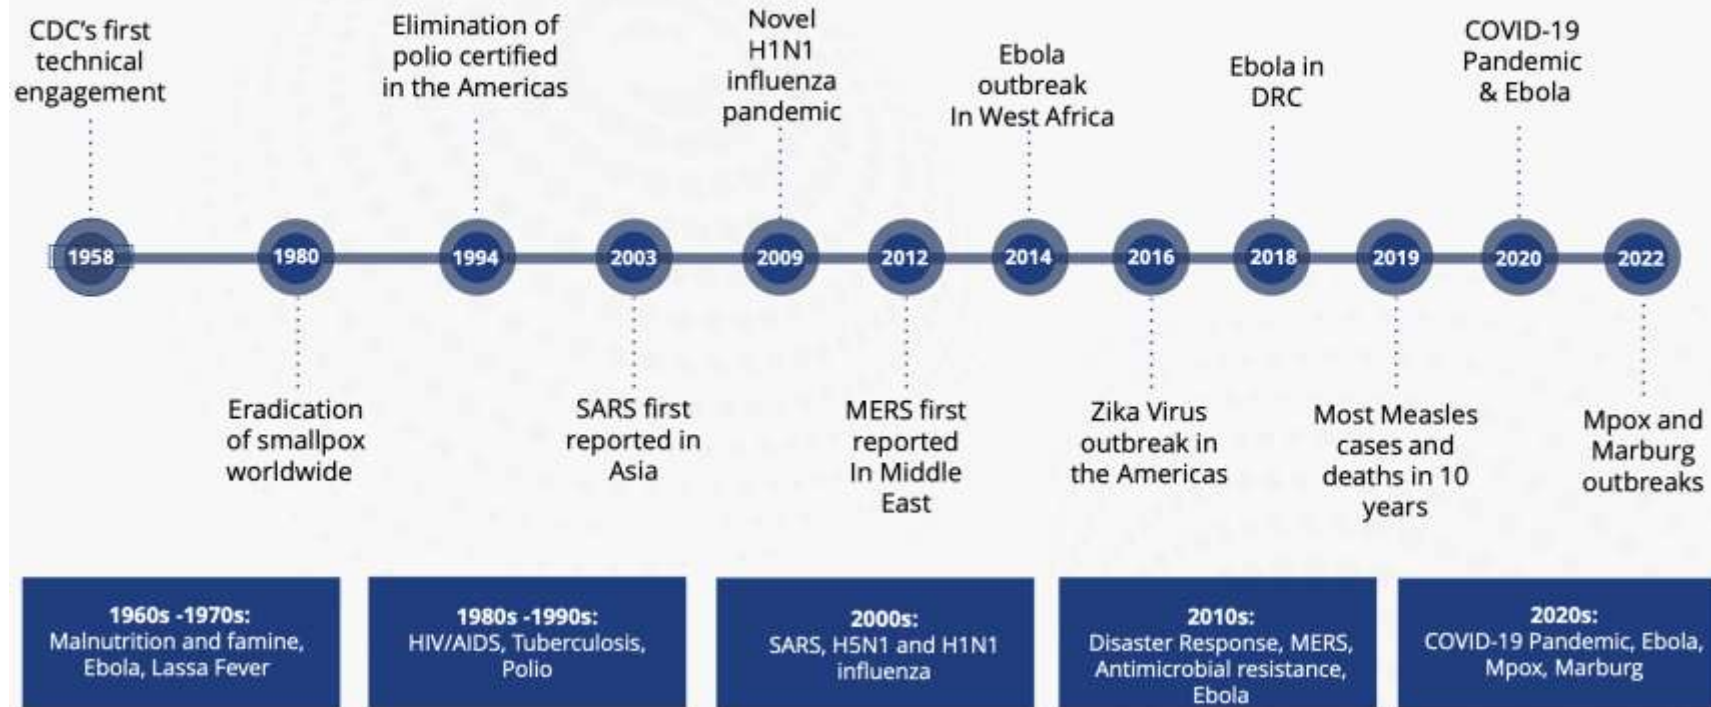 CDC's first
technical
engagement
Elimination of
polio certified
in the Americas
Novel
H1N1
influenza
pandemic
Ebola
outbreak
In West Africa
Ebola in
DRC
COVID-19
Pandemic
& Ebola
1958
1980
1994
2003
2009
2012
2014
2016
2018
2019
2020
2022
Eradication
of smallpox
worldwide
SARS first
reported in
Asia
MERS first
reported
In Middle
East
Zika Virus
outbreak in
the Americas
Most Measles
cases and
deaths in 10
years
Mpox and
Marburg
outbreaks
1960s -1970s:
Malnutrition and famine,
Ebola, Lassa Fever
1980s -1990s:
HIV/AIDS, Tuberculosis,
Polio
2000s:
SARS, H5N1 and H1N1
influenza
2010s:
Disaster Response, MERS,
Antimicrobial resistance,
Ebola
2020s:
COVID-19 Pandemic, Ebola,
Mpox, Marburg